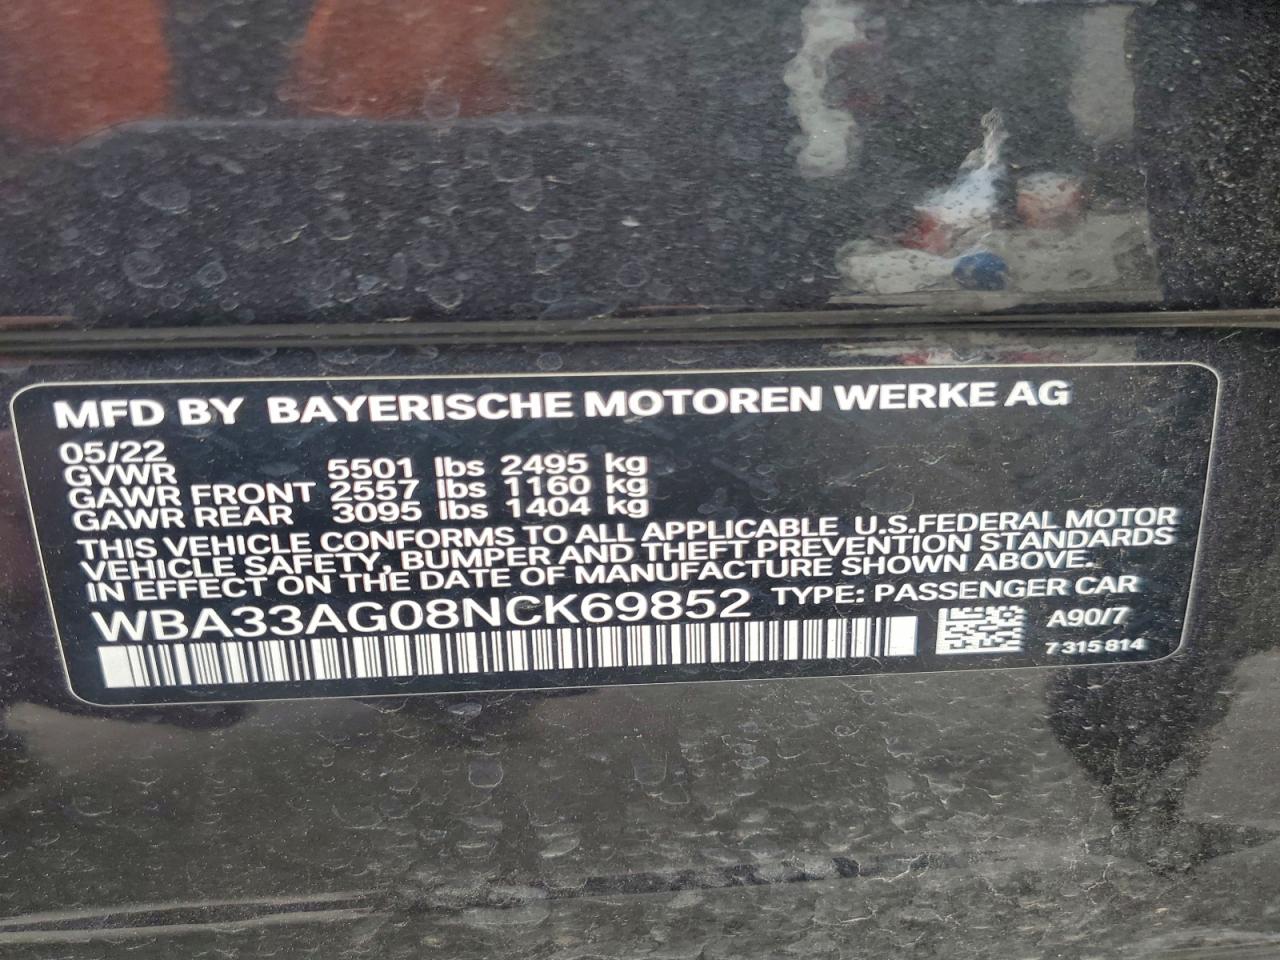 MFD BY BAYERISCHE MOTOREN WERKE AG
05/22
GVWR 5501 lbs 2495 kg
GAWR FRONT 2557 lbs 1160 kg
GAWR REAR 3095 lbs 1404 kg
THIS VEHICLE CONFORMS TO ALL APPLICABLE U.S.FEDERAL MOTOR
VEHICLE SAFETY, BUMPER AND THEFT PREVENTION STANDARDS
IN EFFECT ON THE DATE OF MANUFACTURE SHOWN ABOVE.
WBA33AG08NCK69852 TYPE: PASSENGER CAR
A90/7
7 315 814